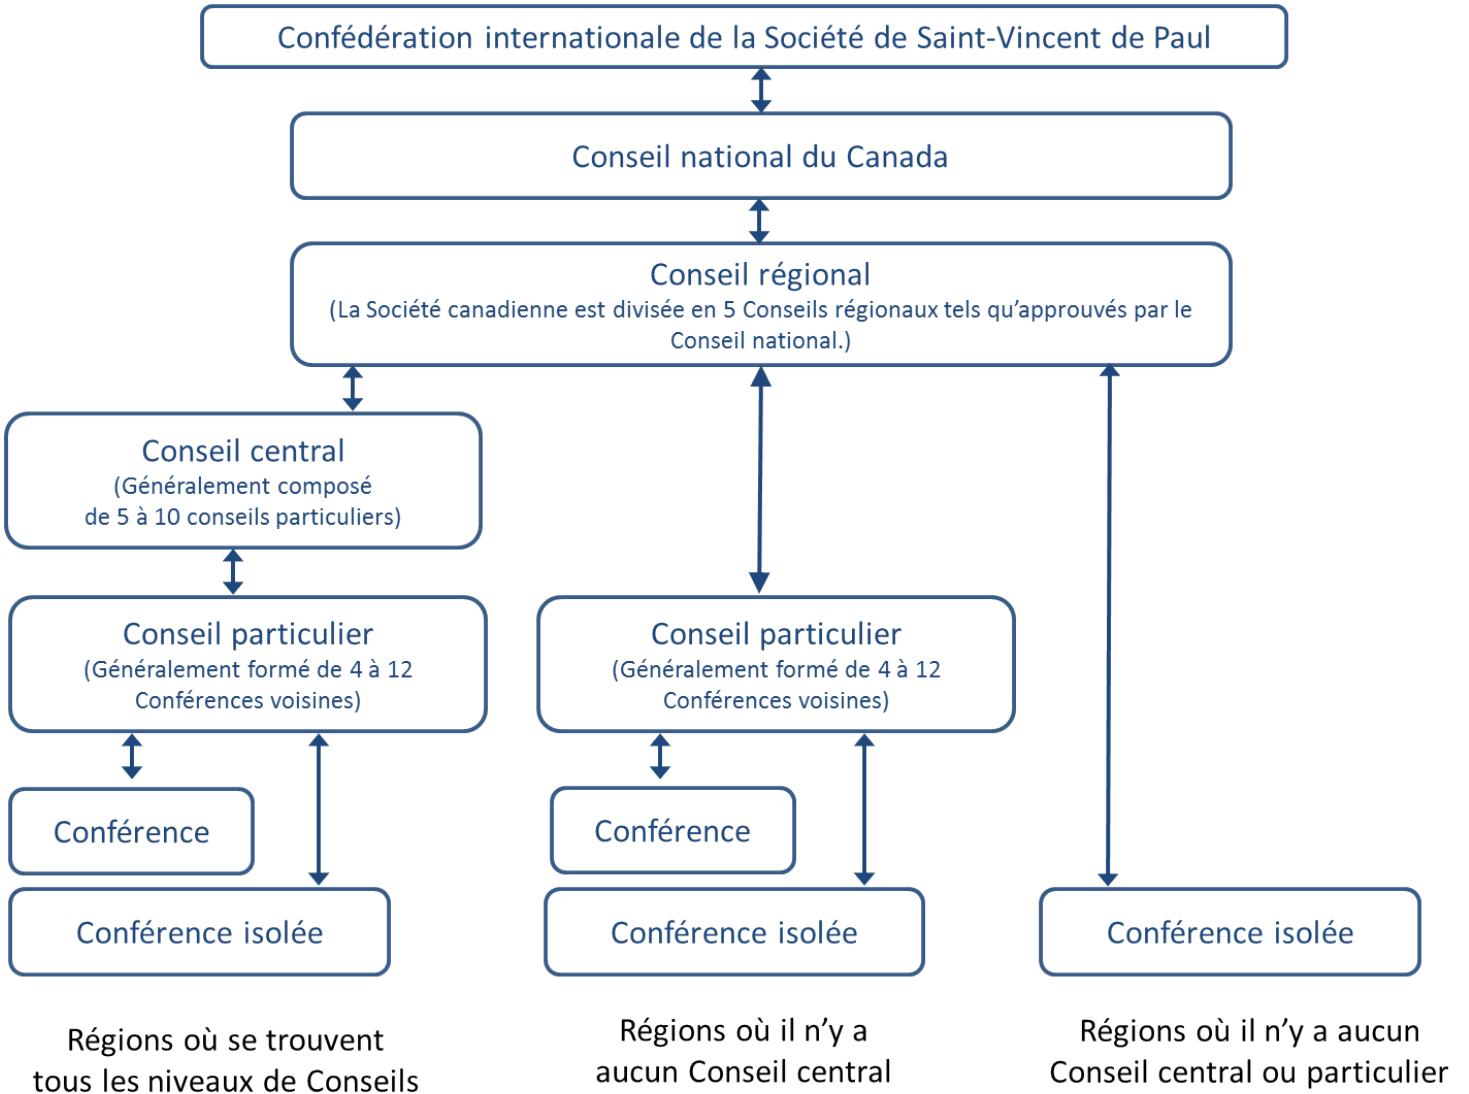 Confédération internationale de la Société de Saint-Vincent de Paul
Conseil national du Canada
Conseil régional
(La Société canadienne est divisée en 5 Conseils régionaux tels qu’approuvés par le
Conseil national.)
Conseil central
(Généralement composé
de 5 à 10 conseils particuliers)
Conseil particulier
(Généralement formé de 4 à 12
Conférences voisines)
Conseil particulier
(Généralement formé de 4 à 12
Conférences voisines)
Conférence
Conférence
Conférence isolée
Conférence isolée
Conférence isolée
Régions où se trouvent
tous les niveaux de Conseils
Régions où il n’y a
aucun Conseil central
Régions où il n’y a aucun
Conseil central ou particulier